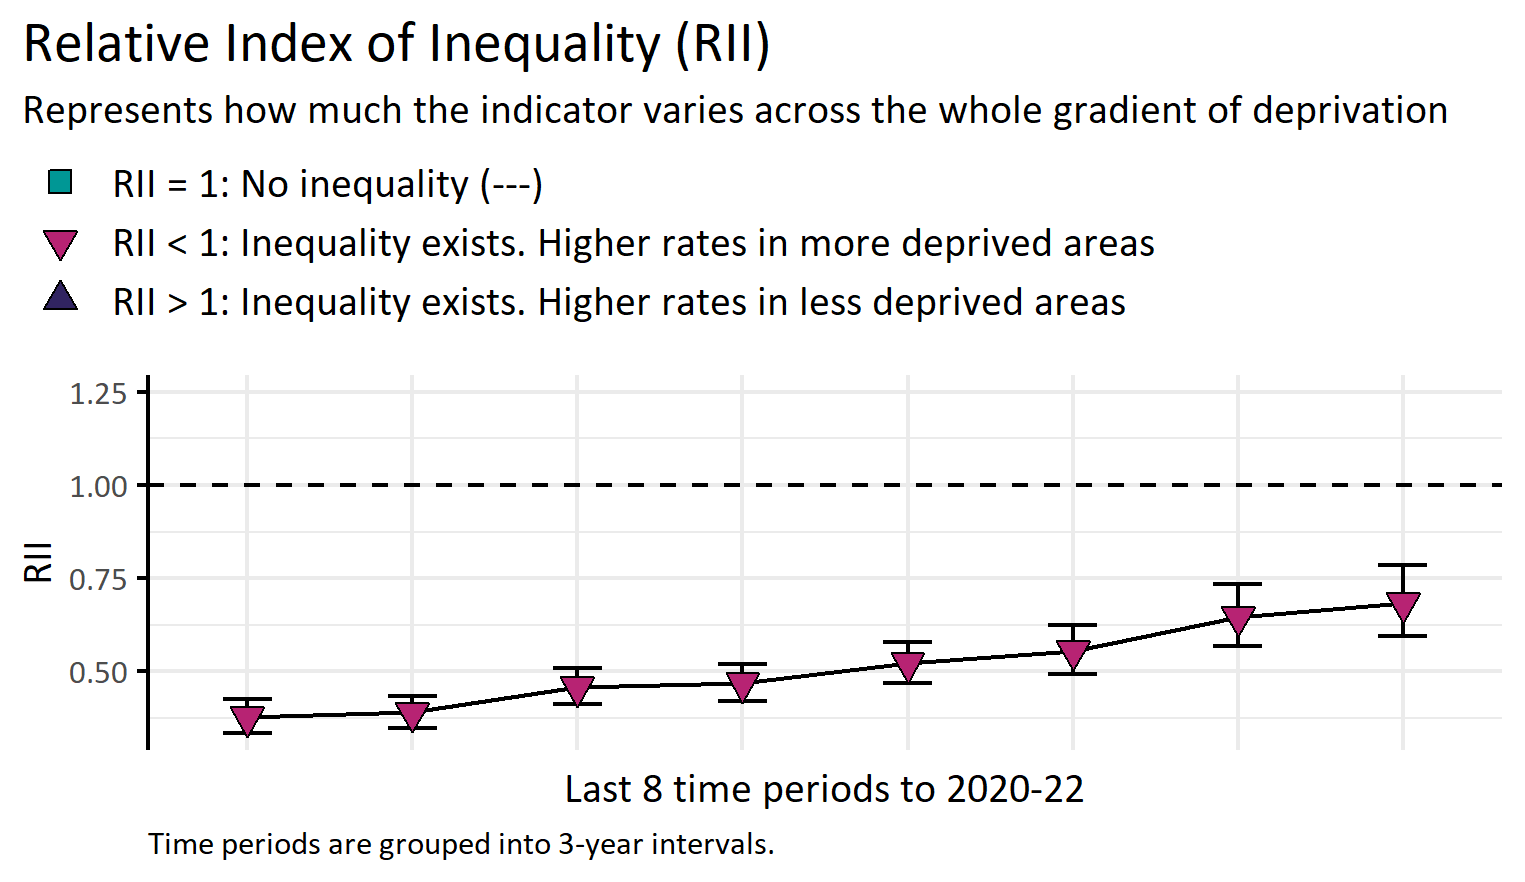 Relative Index of Inequality (RII)
Represents how much the indicator varies across the whole gradient of deprivation
RII = 1: No inequality (---)
RII < 1: Inequality exists. Higher rates in more deprived areas
RII > 1: Inequality exists. Higher rates in less deprived areas
1.25
1.00
0.75
0.50
RII
Last 8 time periods to 2020-22
Time periods are grouped into 3-year intervals.